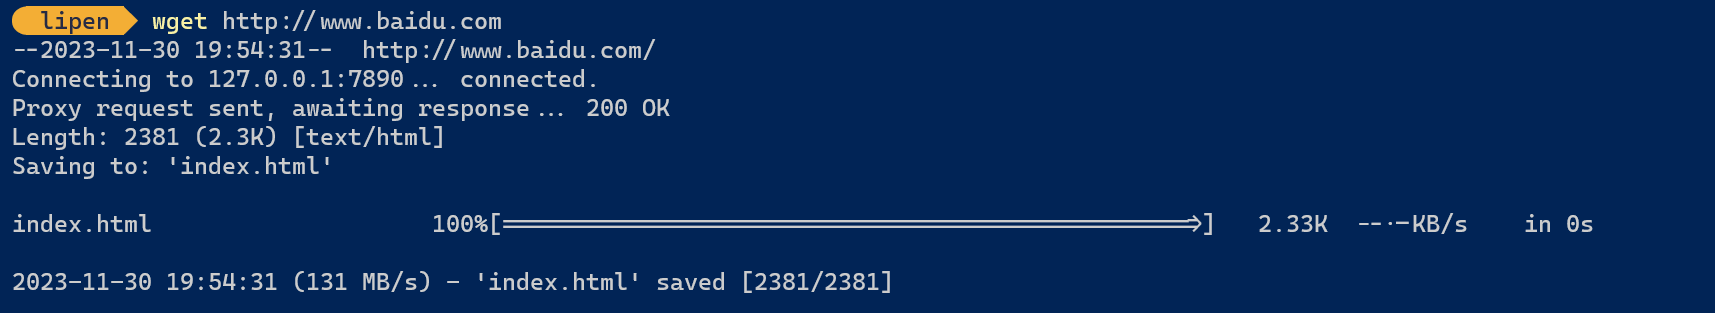 lipen wget http://www.baidu.com
--2023-11-30 19:54:31--  http://www.baidu.com/
Connecting to 127.0.0.1:7890... connected.
Proxy request sent, awaiting response... 200 OK
Length: 2381 (2.3K) [text/html]
Saving to: 'index.html'
index.html 100%[=================================================>] 2.33K --.-KB/s in 0s
2023-11-30 19:54:31 (131 MB/s) - 'index.html' saved [2381/2381]